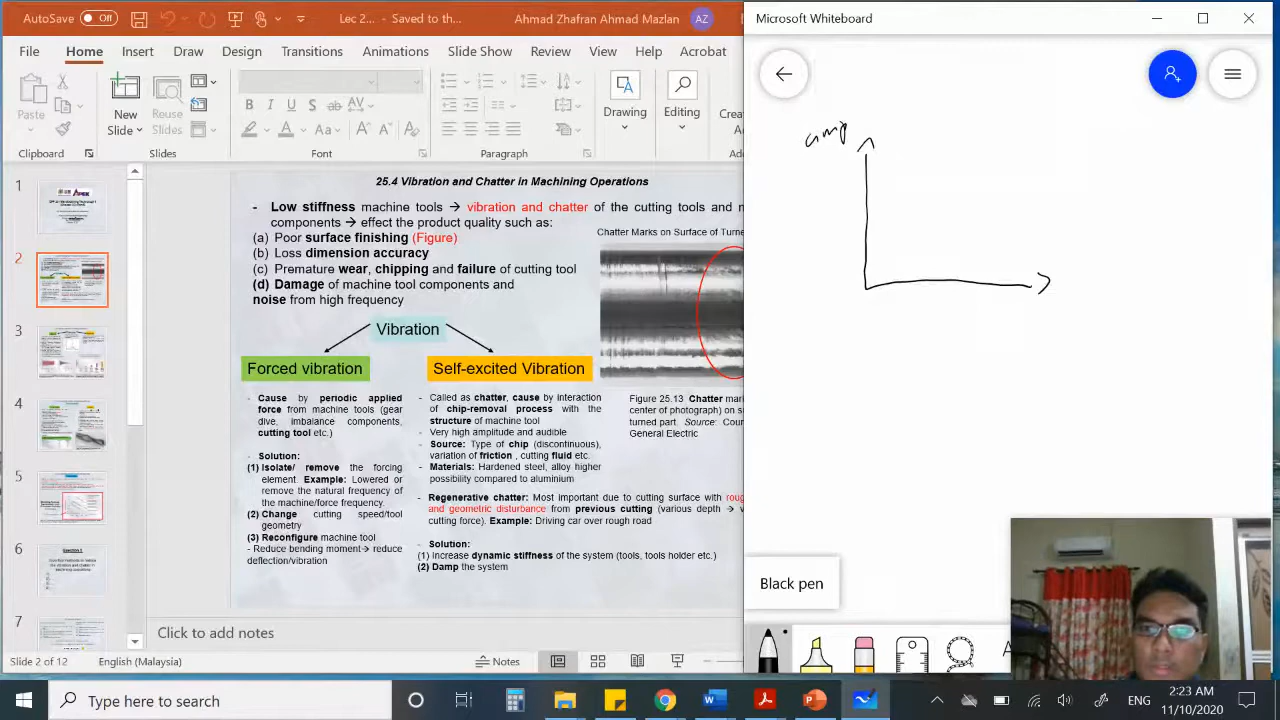 AutoSave Off Lec 2... - Saved to th... Ahmad Zhafran Ahmad Mazlan AZ
File Home Insert Draw Design Transitions Animations Slide Show Review View Help Acrobat
Paste New Slide Reuse Slides Drawing Editing Creat
Clipboard Slides Font Paragraph Ad
25.4 Vibration and Chatter in Machining Operations
- Low stiffness machine tools → vibration and chatter of the cutting tools and m
components → effect the product quality such as:
(a) Poor surface finishing (Figure)
(b) Loss dimension accuracy
(c) Premature wear, chipping and failure of cutting tool
(d) Damage of machine tool components and
noise from high frequency
Chatter Marks on Surface of Turne
Vibration
Forced vibration
Self-excited Vibration
- Cause by periodic applied
force from machine tools (gear
dive, imbalance components,
cutting tool etc.)
- Solution:
(1) Isolate/ remove the forcing
element Example: Lowered or
remove the natural frequency of
the machine/force frequency
(2) Change cutting speed/tool
geometry
(3) Reconfigure machine tool
- Reduce bending moment→ reduce
deflection/vibration
- Called as chatter, cause by interaction
of chip-removal process with the
structure of machine tool
- Very high amplitude and audible
- Source: Type of chip (discontinuous),
variation of friction , cutting fluid etc.
- Materials: Hardened steel, alloy higher
possibility compared to aluminium
- Regenerative chatter: Most important due to cutting surface with roug
and geometric disturbance from previous cutting (various depth → v
cutting force). Example: Driving car over rough road
- Solution:
(1) Increase dynamic stiffness of the system (tools, tools holder etc.)
(2) Damp the system
Figure 25.13 Chatter mar
center of photograph) on s
turned part. Source: Cour
General Electric
1
2
3
4
5
6
7
Click to add notes
Slide 2 of 12 English (Malaysia) Notes
Microsoft Whiteboard
amp
Black pen
Type here to search
ENG
2:23 AM
11/10/2020